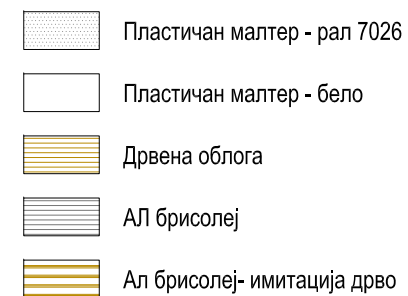 Пластичан малтер - рал 7026
Пластичан малтер - бело
Дрвена облога
АЛ брисолеј
Ал брисолеј- имитација дрво